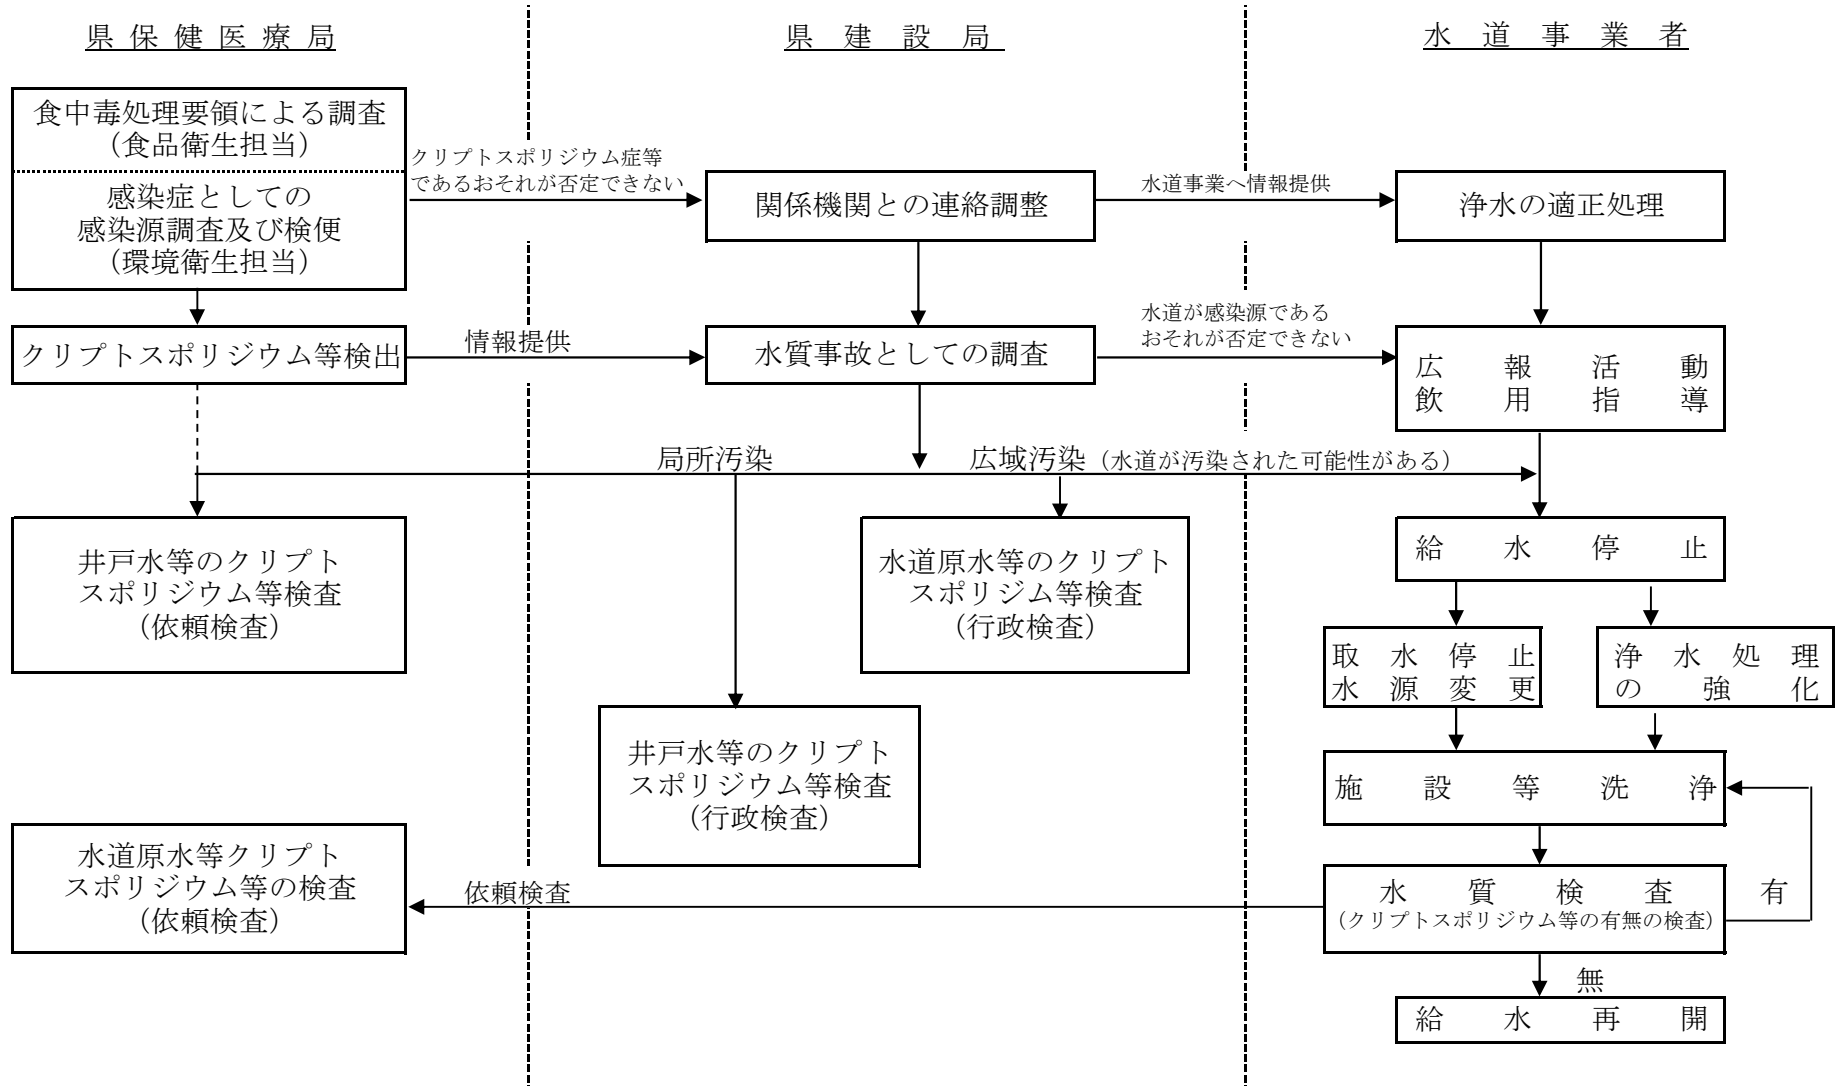 県保健医療局
県建設局
水道事業者
食中毒処理要領による調査
（食品衛生担当）
感染症としての
感染源調査及び検便
（環境衛生担当）
クリプトスポリジウム症等
であるおそれが否定できない
関係機関との連絡調整
水道事業へ情報提供
浄水の適正処理
クリプトスポリジウム等検出
情報提供
水質事故としての調査
水道が感染源である
おそれが否定できない
広報活動
飲用指導
局所汚染
広域汚染（水道が汚染された可能性がある）
井戸水等のクリプト
スポリジウム等検査
（依頼検査）
水道原水等のクリプト
スポリジム等検査
（行政検査）
給水停止
取水停止
水源変更
浄水処理
の強化
井戸水等のクリプト
スポリジウム等検査
（行政検査）
施設等洗浄
水道原水等クリプト
スポリジウム等の検査
（依頼検査）
依頼検査
水質検査
（クリプトスポリジウム等の有無の検査）
有
無
給水再開